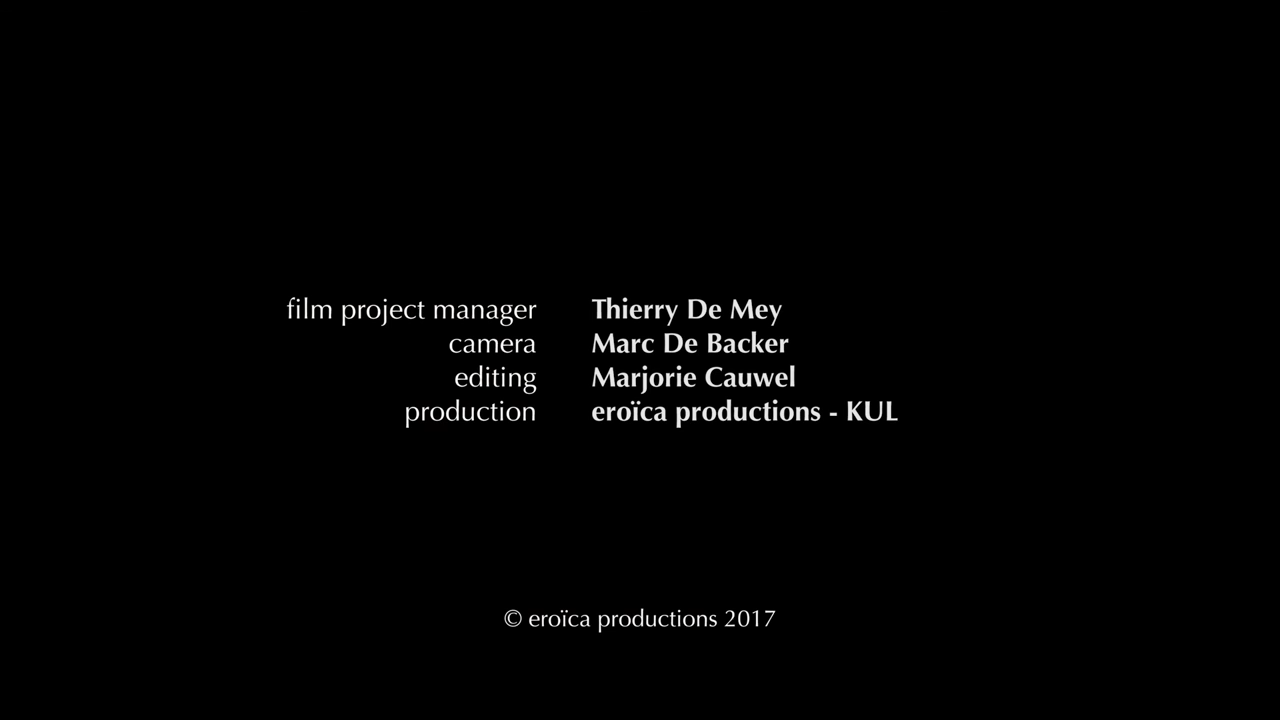 film project manager Thierry De Mey
camera Marc De Backer
editing Marjorie Cauwel
production eroïca productions - KUL
© eroïca productions 2017